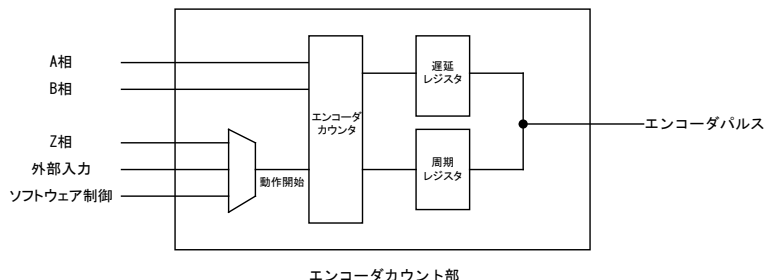 A相
B相
Z相
外部入力
ソフトウェア制御
動作開始
エンコーダ
カウンタ
遅延
レジスタ
周期
レジスタ
エンコーダパルス
エンコーダカウント部